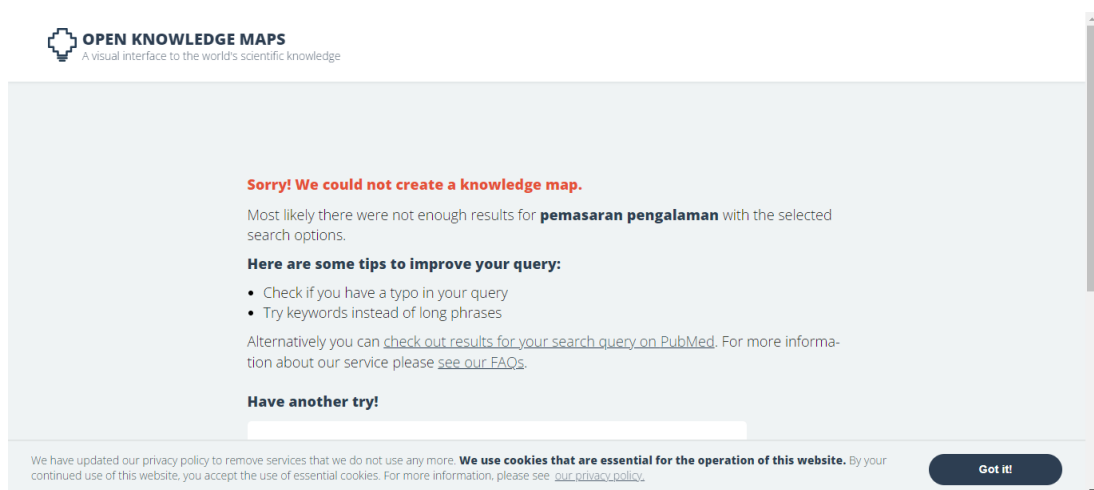 OPEN KNOWLEDGE MAPS
A visual interface to the world's scientific knowledge
Sorry! We could not create a knowledge map.
Most likely there were not enough results for pemasaran pengalaman with the selected
search options.
Here are some tips to improve your query:
• Check if you have a typo in your query
• Try keywords instead of long phrases
Alternatively you can check out results for your search query on PubMed. For more informa-
tion about our service please see our FAQs.
Have another try!
We have updated our privacy policy to remove services that we do not use any more. We use cookies that are essential for the operation of this website. By your
continued use of this website, you accept the use of essential cookies. For more information, please see our privacy policy.
Got it!